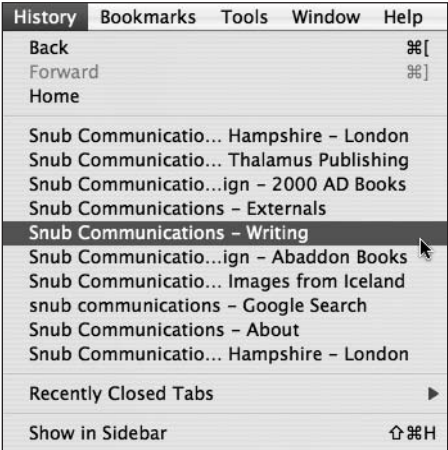 History Bookmarks Tools Window Help
Back ⌘[
Forward ⌘]
Home
Snub Communicatio... Hampshire – London
Snub Communicatio... Thalamus Publishing
Snub Communicatio...ign – 2000 AD Books
Snub Communications – Externals
Snub Communications – Writing
Snub Communicatio...ign – Abaddon Books
Snub Communicatio... Images from Iceland
snub communications – Google Search
Snub Communications – About
Snub Communicatio... Hampshire – London
Recently Closed Tabs
Show in Sidebar ⇧⌘H